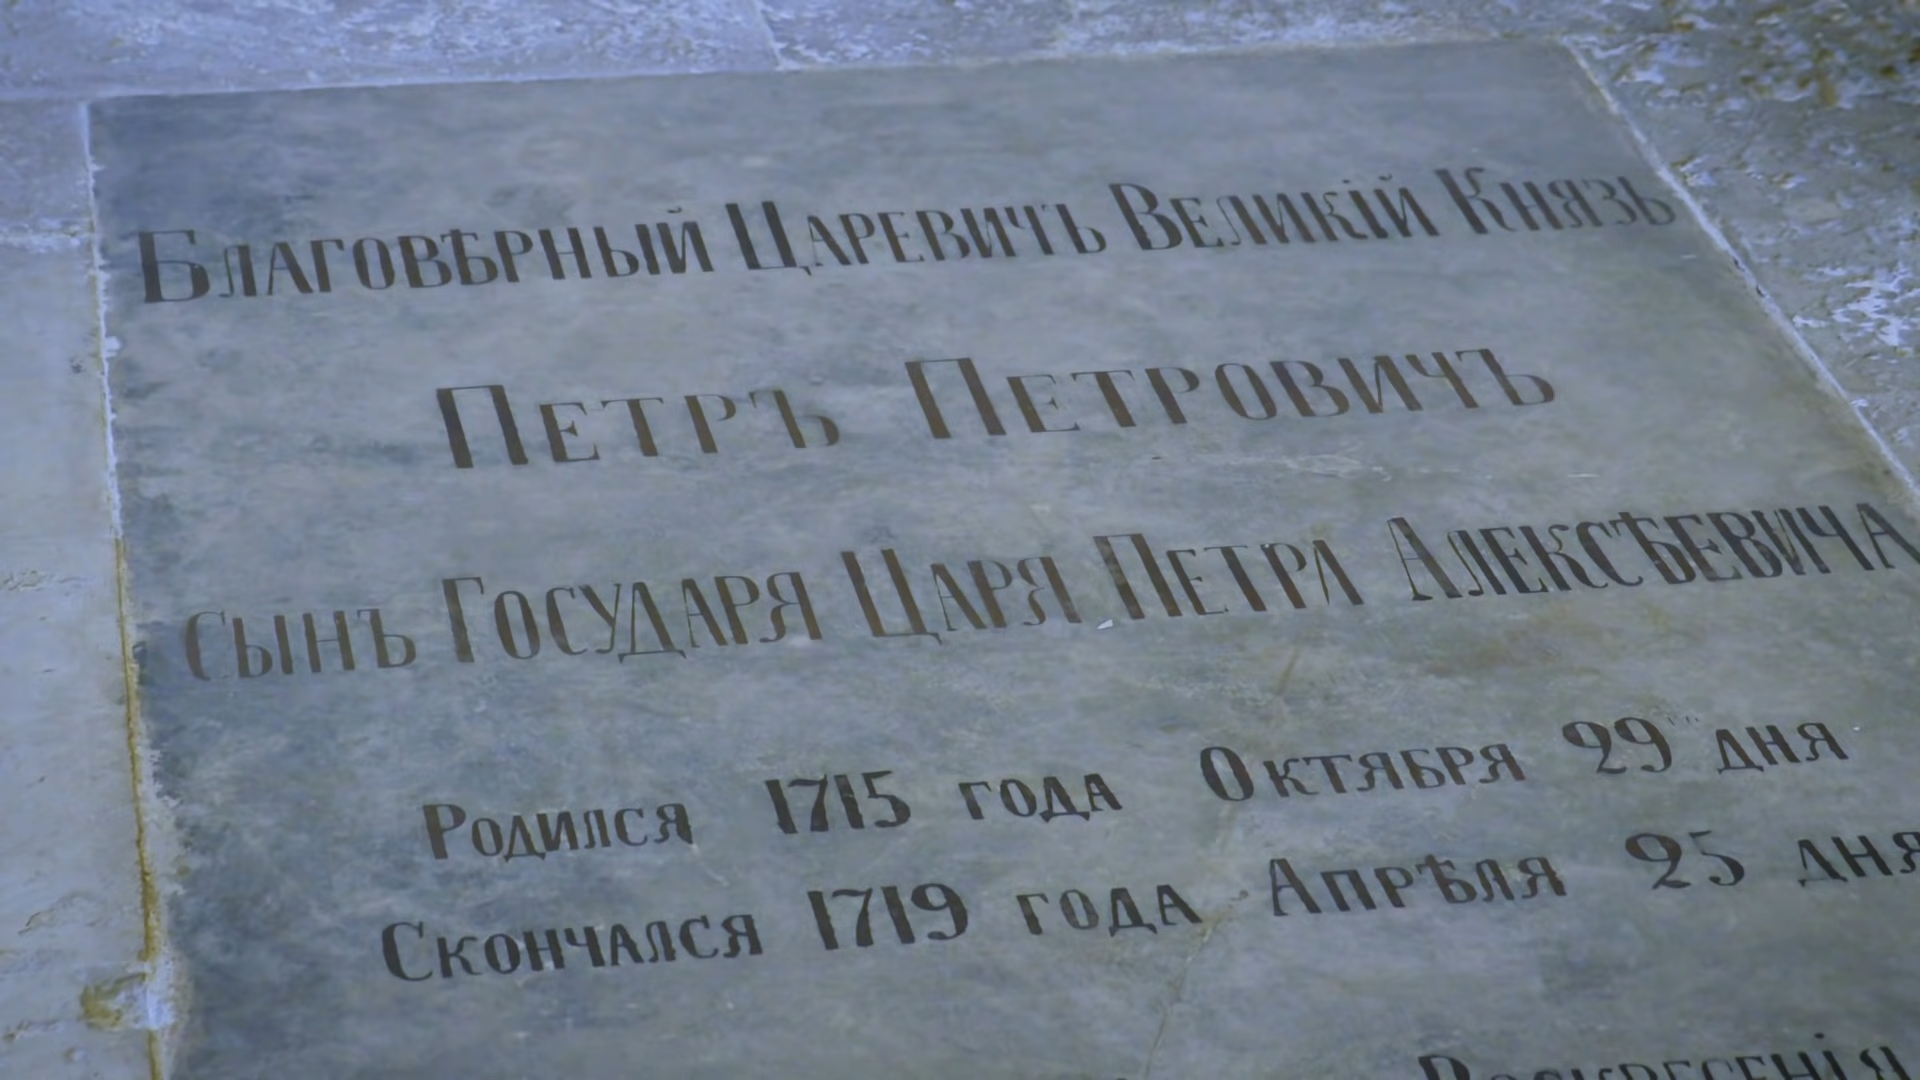 Благовѣрный Царевичъ Великій Князь
Петръ Петровичъ
сынъ Государя Царя Петра Алексѣевича
Родился 1715 года Октября 29 дня
Скончался 1719 года Апрѣля 25 дня
Воскресенія